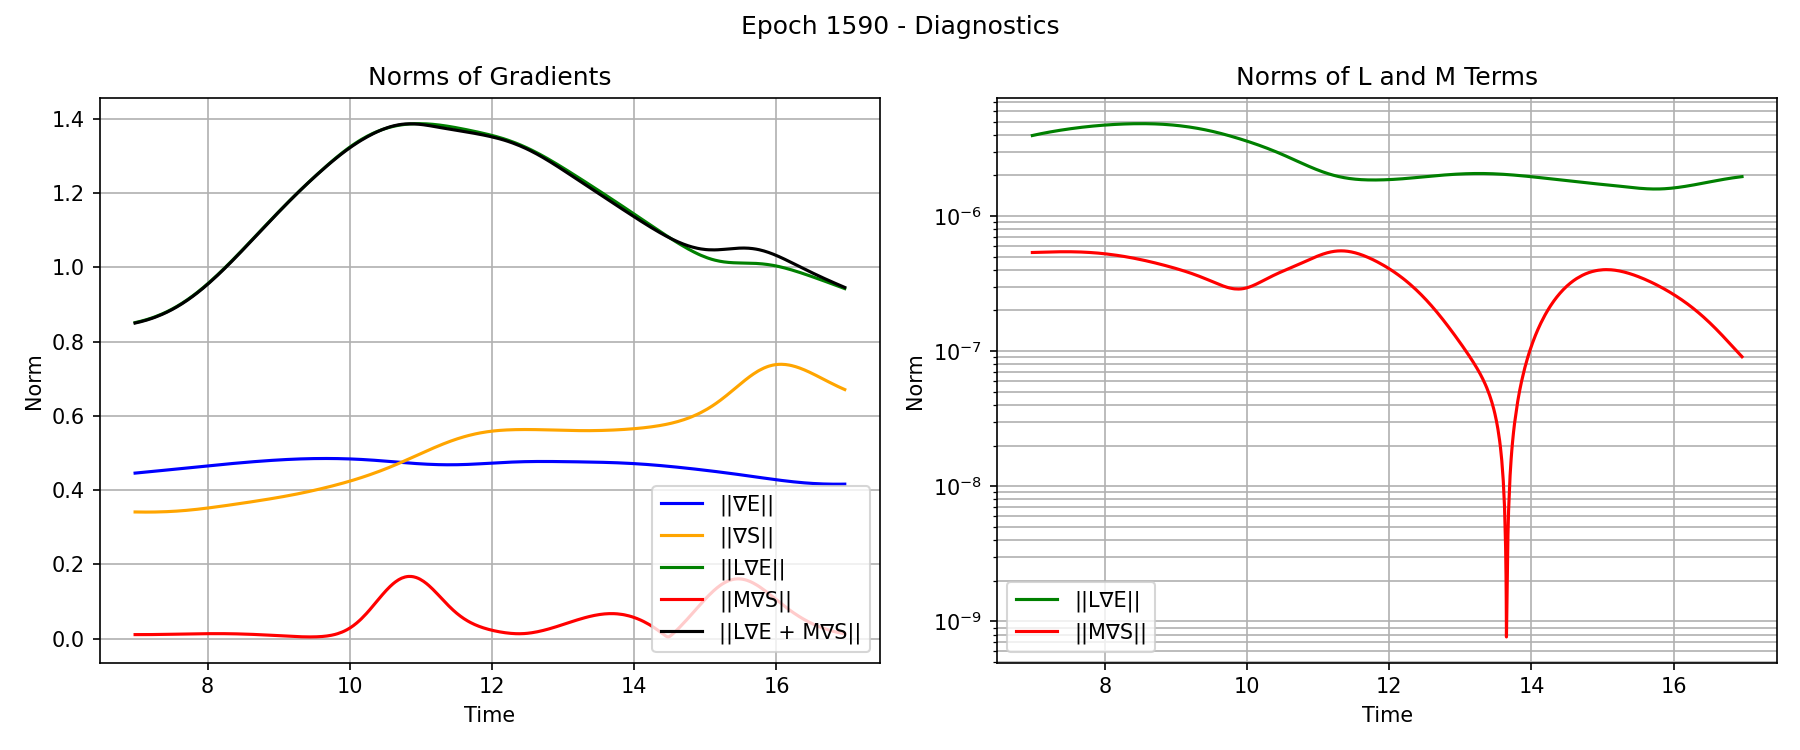 Epoch 1590 - Diagnostics
Norms of Gradients
Norm
1.4
1.2
1.0
0.8
0.6
0.4
0.2
0.0
8 10 12 14 16
Time
||∇E||
||∇S||
||L∇E||
||M∇S||
||L∇E + M∇S||
Norms of L and M Terms
Norm
10⁻⁶
10⁻⁷
10⁻⁸
10⁻⁹
8 10 12 14 16
Time
||L∇E||
||M∇S||